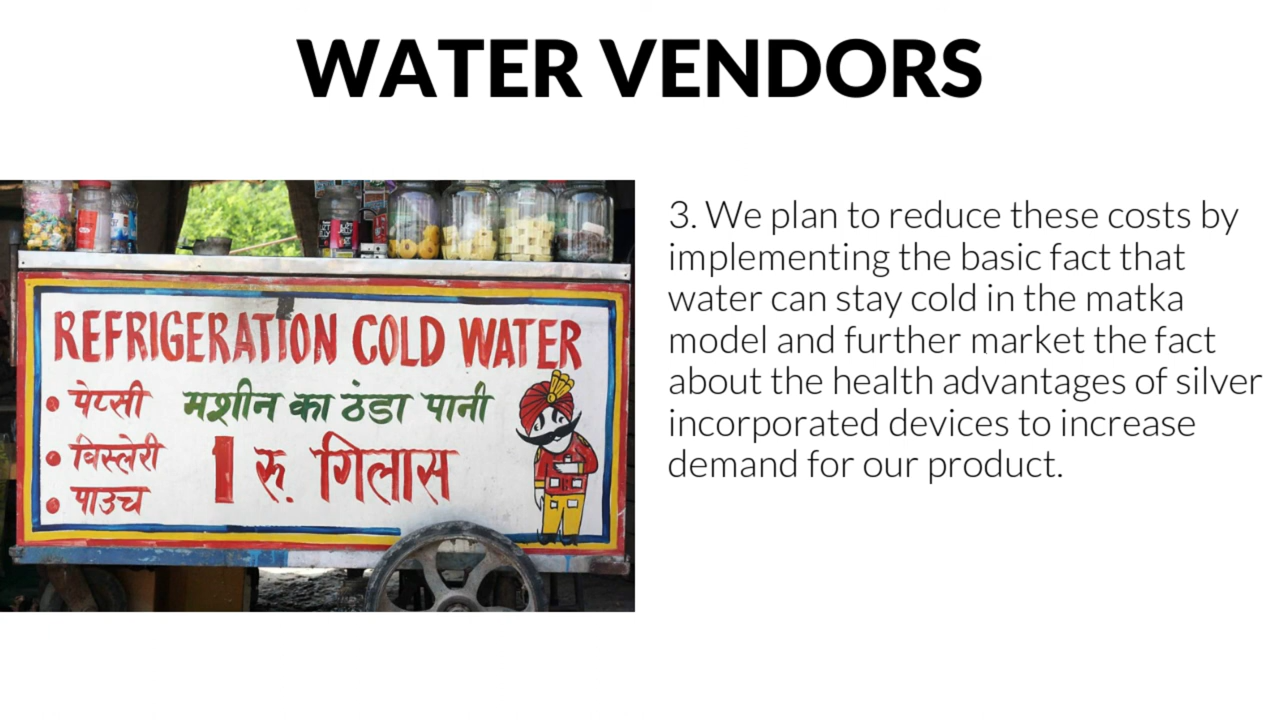 WATER VENDORS
REFRIGERATION COLD WATER
• पेप्सी
मशीन का ठंडा पानी
• बिस्लेरी
1 रु. गिलास
• पाउच
3. We plan to reduce these costs by
implementing the basic fact that
water can stay cold in the matka
model and further market the fact
about the health advantages of silver
incorporated devices to increase
demand for our product.